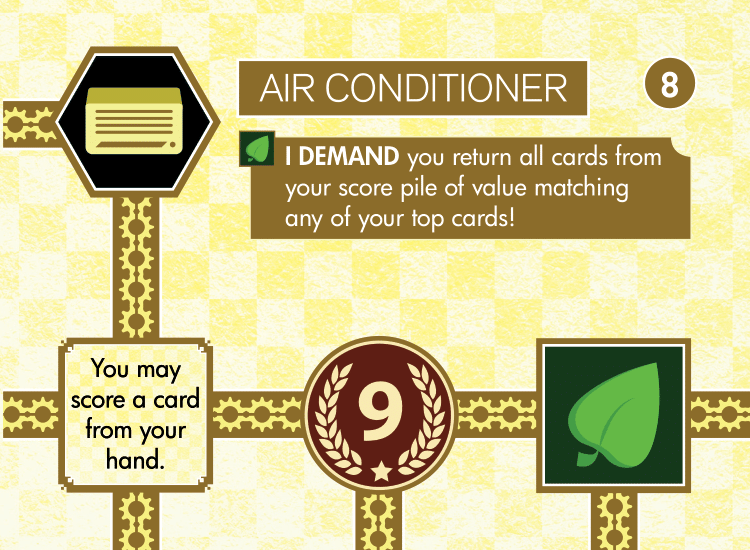 AIR CONDITIONER
8
I DEMAND you return all cards from
your score pile of value matching
any of your top cards!
You may
score a card
from your
hand.
9